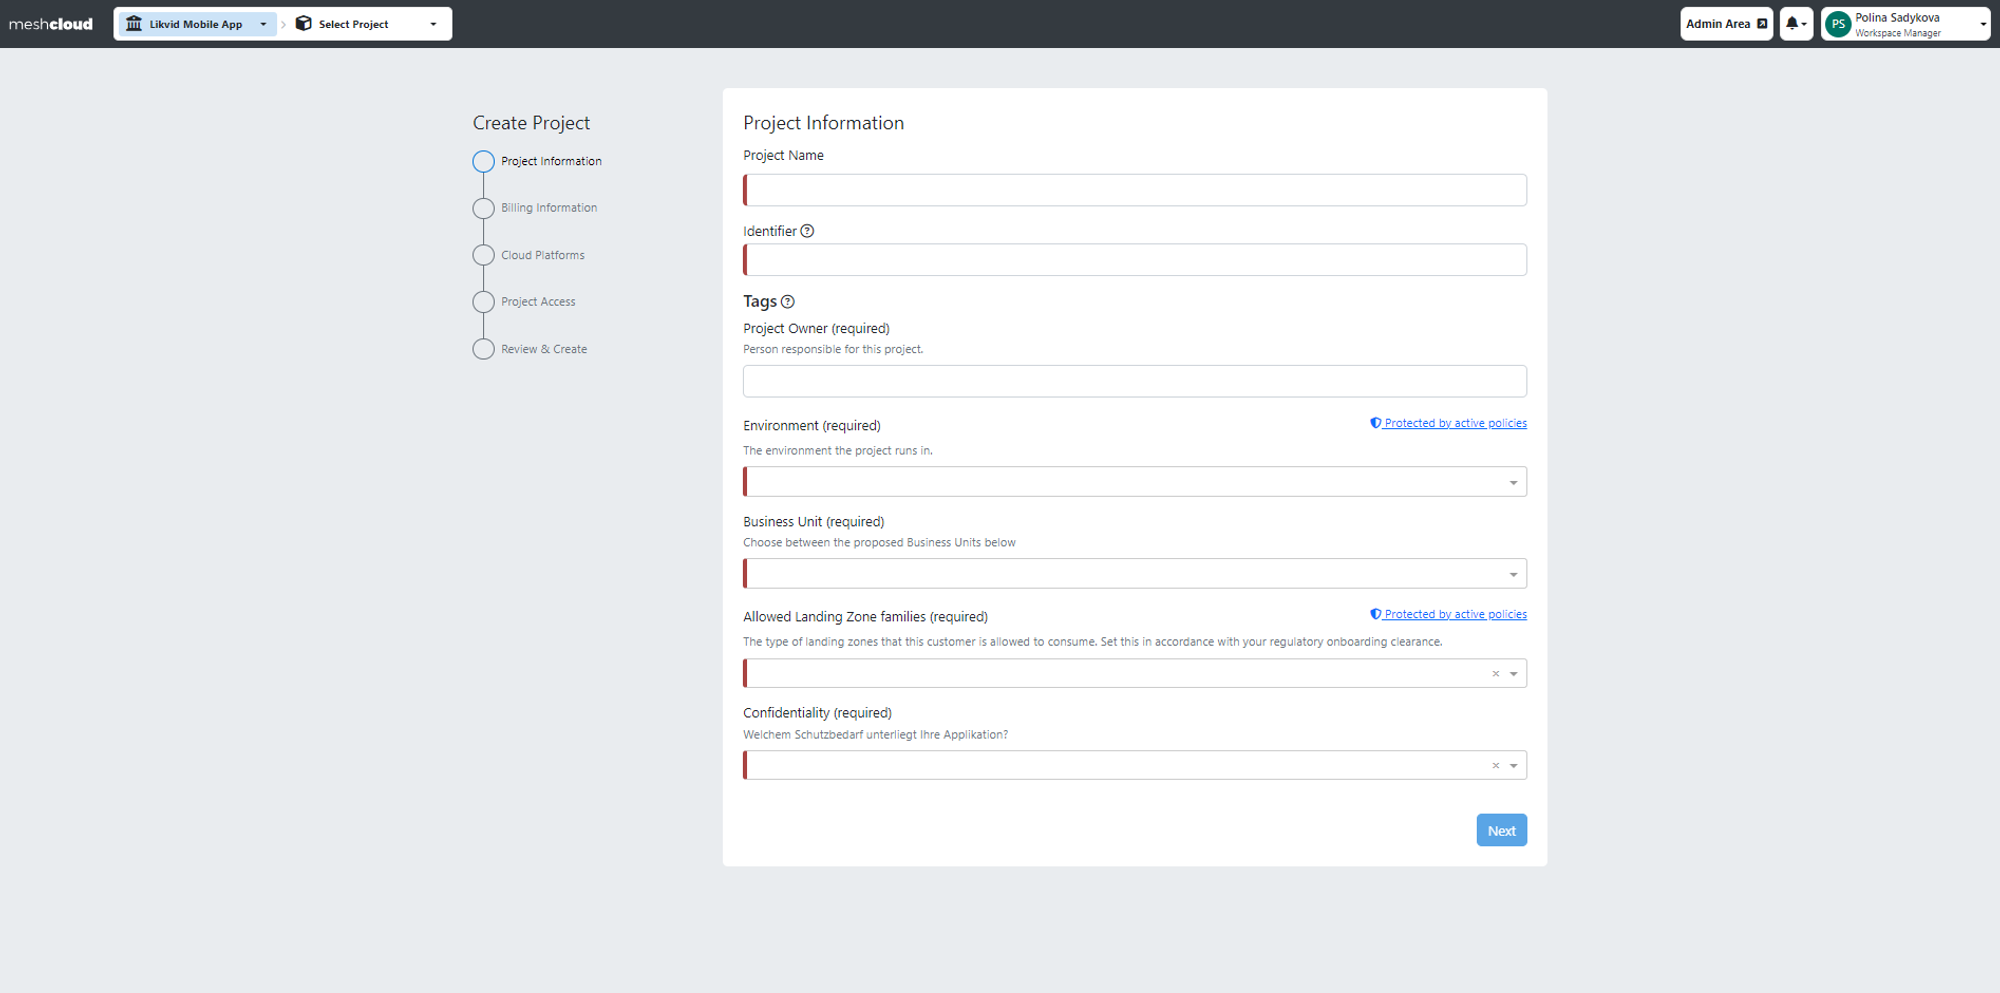 meshcloud
Likvid Mobile App
Select Project
Admin Area
PS
Polina Sadykova
Workspace Manager
Create Project
Project Information
Billing Information
Cloud Platforms
Project Access
Review & Create
Project Information
Project Name
Identifier
Tags
Project Owner (required)
Person responsible for this project.
Environment (required)
Protected by active policies
The environment the project runs in.
Business Unit (required)
Choose between the proposed Business Units below
Allowed Landing Zone families (required)
Protected by active policies
The type of landing zones that this customer is allowed to consume. Set this in accordance with your regulatory onboarding clearance.
Confidentiality (required)
Welchem Schutzbedarf unterliegt Ihre Applikation?
Next